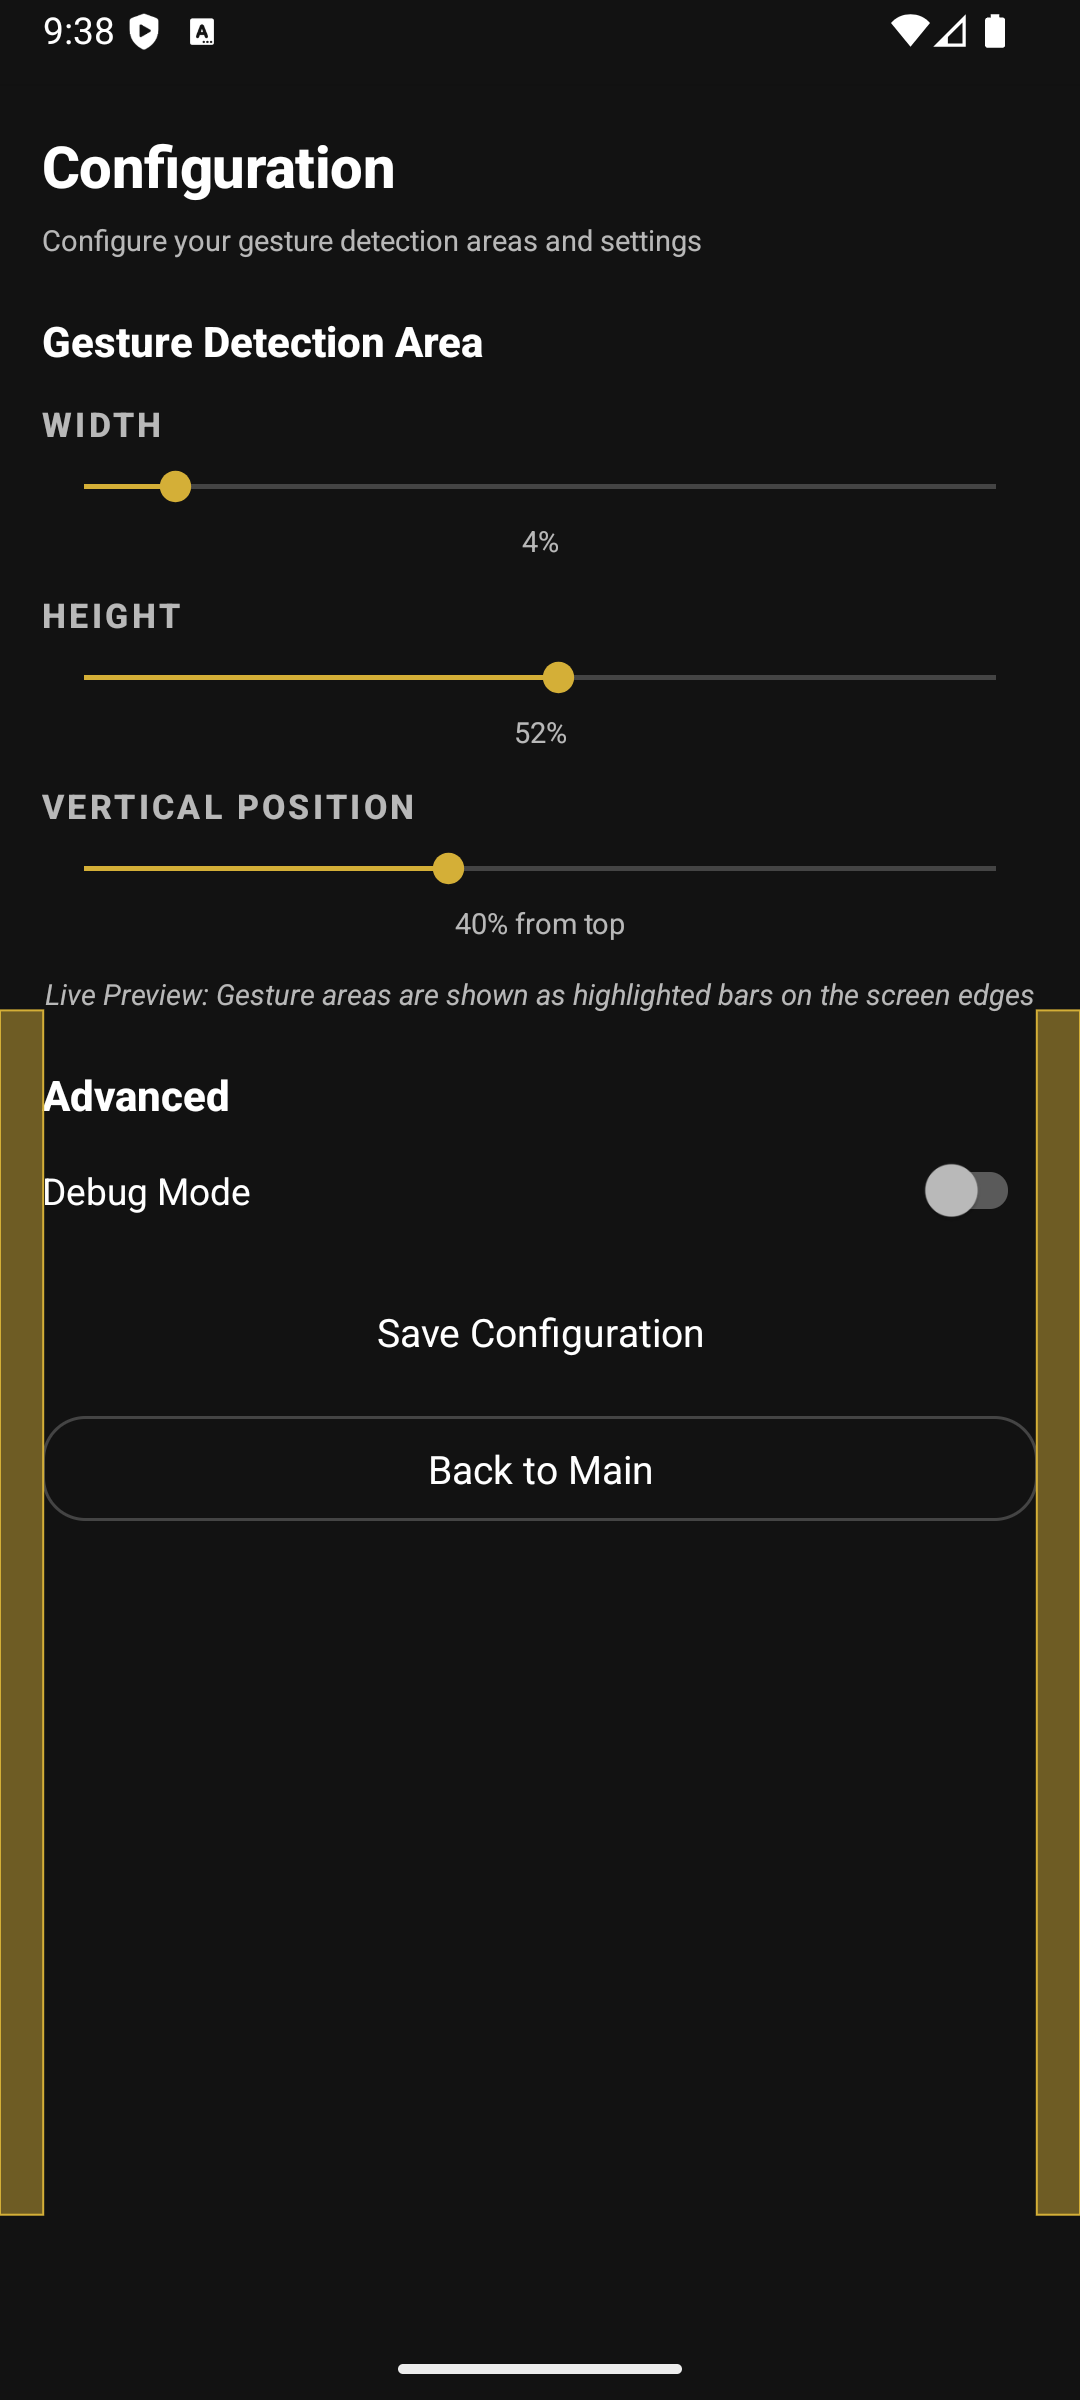 9:38
Configuration
Configure your gesture detection areas and settings
Gesture Detection Area
WIDTH
4%
HEIGHT
52%
VERTICAL POSITION
40% from top
Live Preview: Gesture areas are shown as highlighted bars on the screen edges
Advanced
Debug Mode
Save Configuration
Back to Main